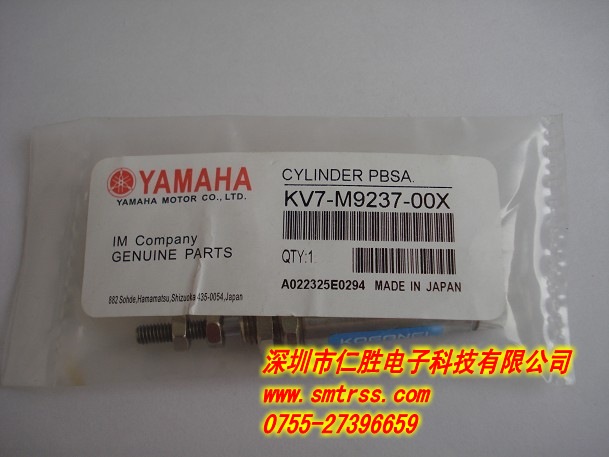 YAMAHA
YAMAHA MOTOR CO., LTD.
IM Company
GENUINE PARTS
882 Sohde,Hamamatsu,Shizuoka 435-0054,Japan
CYLINDER PBSA.
KV7-M9237-00X
QTY:1
A022325E0294 MADE IN JAPAN
深圳市仁胜电子科技有限公司
www.smtrss.com
0755-27396659